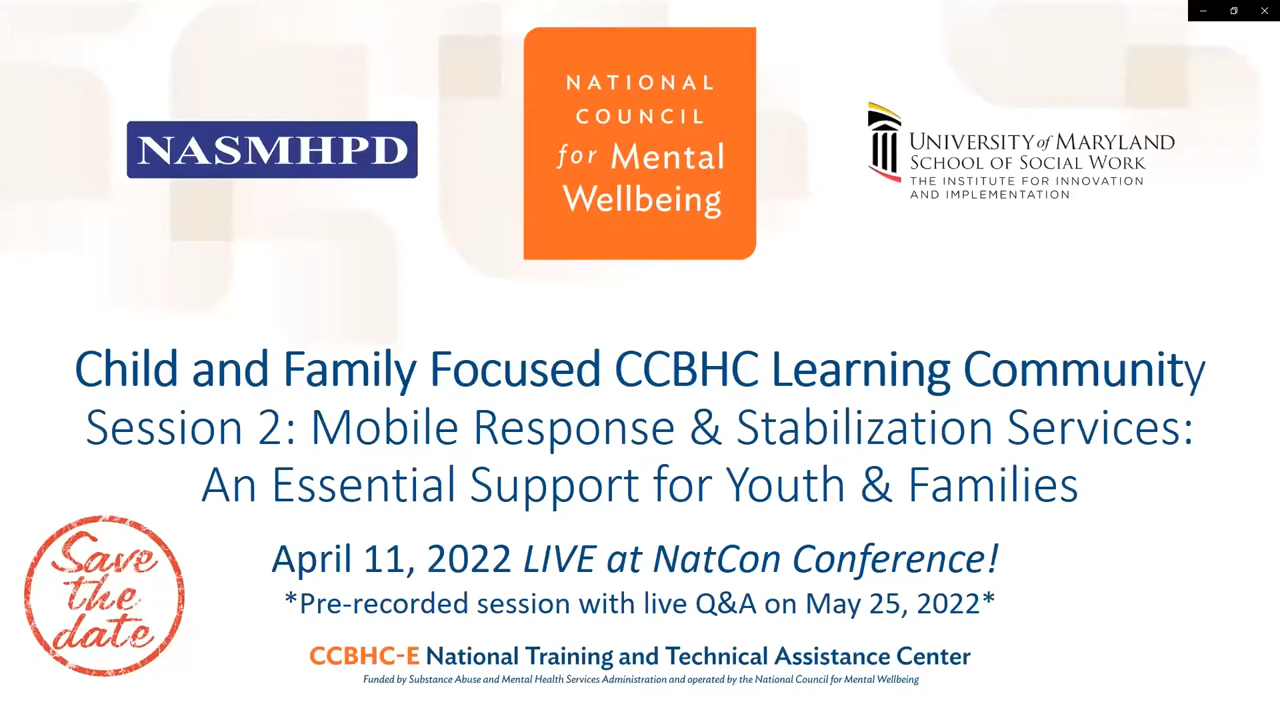 NASMHPD
NATIONAL
COUNCIL
for Mental
Wellbeing
UNIVERSITY of MARYLAND
SCHOOL OF SOCIAL WORK
THE INSTITUTE FOR INNOVATION
AND IMPLEMENTATION
Child and Family Focused CCBHC Learning Community
Session 2: Mobile Response & Stabilization Services:
An Essential Support for Youth & Families
Save
the
date
April 11, 2022 LIVE at NatCon Conference!
*Pre-recorded session with live Q&A on May 25, 2022*
CCBHC-E National Training and Technical Assistance Center
Funded by Substance Abuse and Mental Health Services Administration and operated by the National Council for Mental Wellbeing